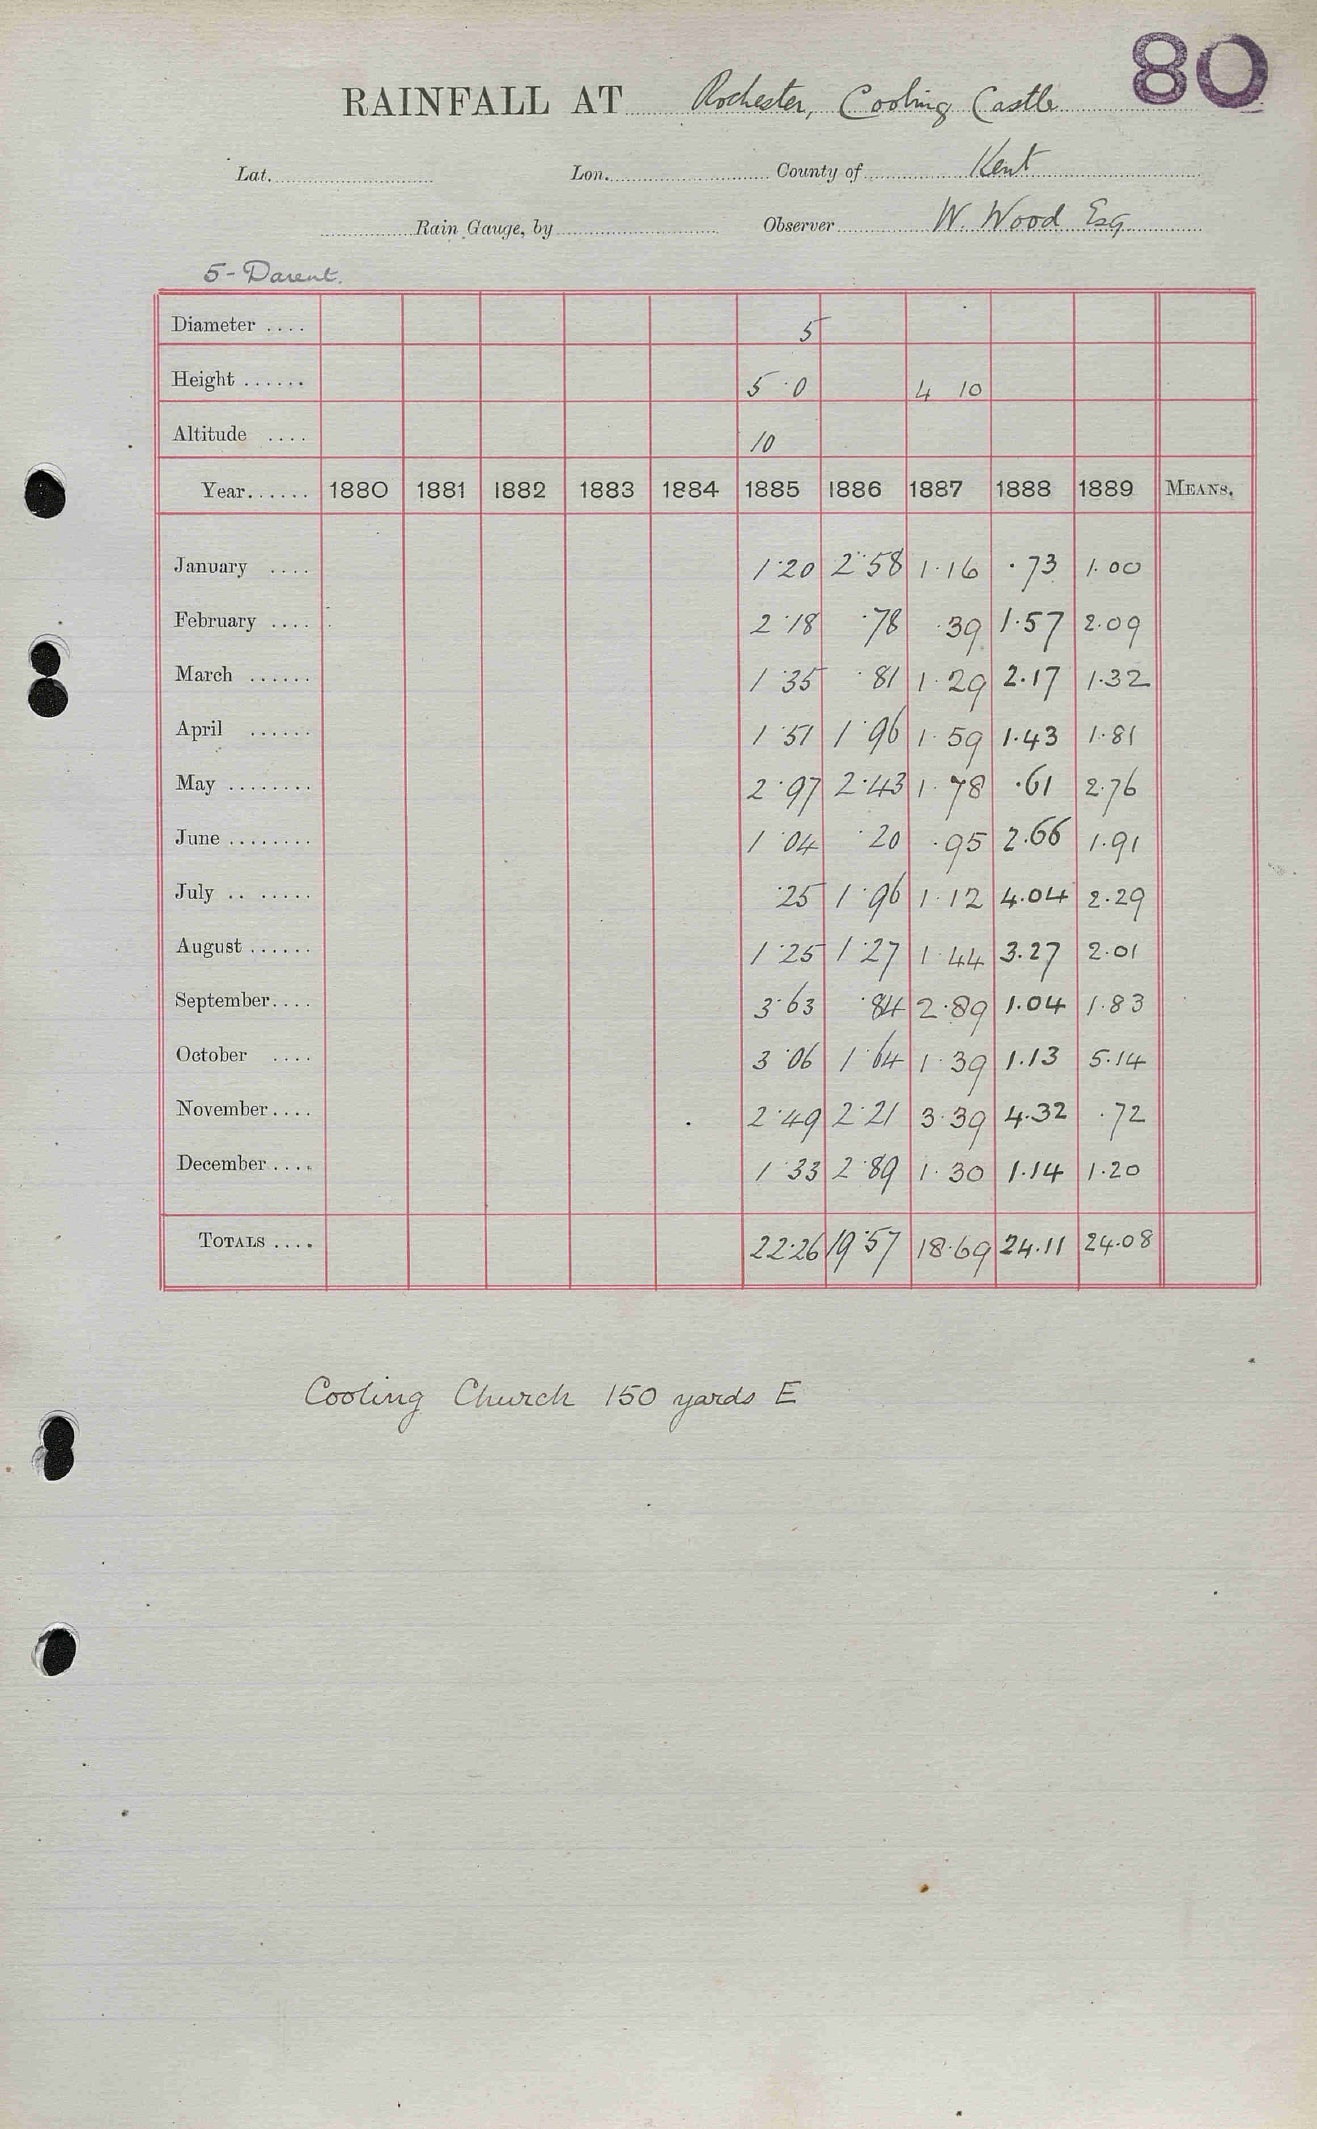 80
RAINFALL AT Rochester, Cooling Castle
Lat. Lon. County of Kent
Rain Gauge, by Observer W. Wood Esq
5 - Darent.
Diameter .... 5
Height ...... 5 0 4 10
Altitude .... 10
Year...... 1880 1881 1882 1883 1884 1885 1886 1887 1888 1889 MEANS.
January .... 1.20 2.58 1.16 .73 1.00
February .... 2.18 .78 .39 1.57 2.09
March ...... 1.35 .81 1.29 2.17 1.32
April ...... 1.51 1.96 1.59 1.43 1.81
May ........ 2.97 2.43 1.78 .61 2.76
June ........ 1.04 .20 .95 2.66 1.91
July .. ...... .25 1.96 1.12 4.04 2.29
August ...... 1.25 1.27 1.44 3.27 2.01
September.... 3.63 .84 2.89 1.04 1.83
October .... 3.06 1.64 1.39 1.13 5.14
November.... 2.49 2.21 3.39 4.32 .72
December .... 1.33 2.89 1.30 1.14 1.20
TOTALS .... 22.26 19.57 18.69 24.11 24.08
Cooling Church 150 yards E